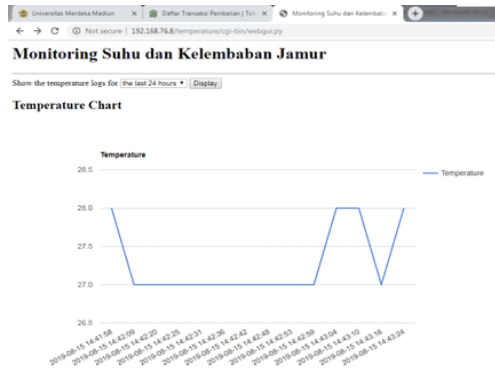 Universitas Merdeka Madiun
Daftar Transaksi Pembelian | Tok
Monitoring Suhu dan Kelembaba
Not secure | 192.168.76.8/temperature/cgi-bin/webgui.py
Monitoring Suhu dan Kelembaban Jamur
Show the temperature logs for the last 24 hours Display
Temperature Chart
Temperature
28.5
Temperature
28.0
27.5
27.0
26.5
2019-08-15 14:41:58
2019-08-15 14:42:09
2019-08-15 14:42:20
2019-08-15 14:42:25
2019-08-15 14:42:31
2019-08-15 14:42:36
2019-08-15 14:42:42
2019-08-15 14:42:48
2019-08-15 14:42:53
2019-08-15 14:42:59
2019-08-15 14:43:04
2019-08-15 14:43:10
2019-08-15 14:43:16
2019-08-15 14:43:24